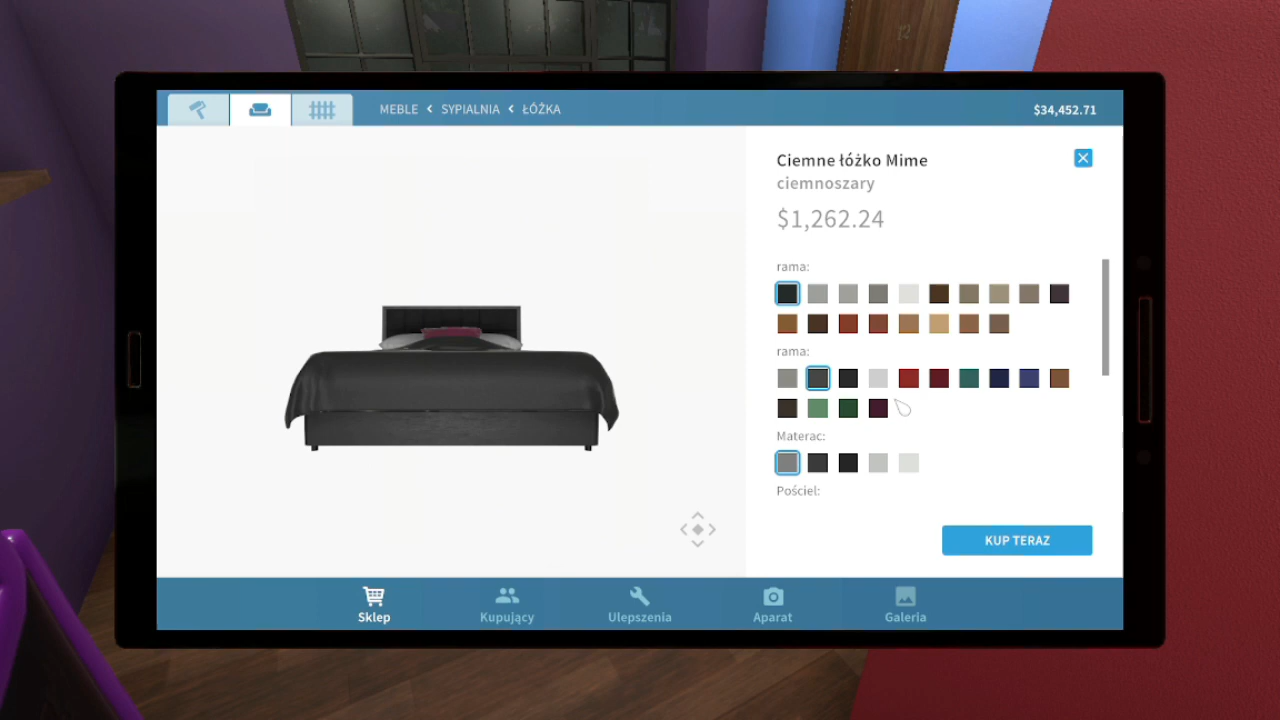 MEBLE < SYPIALNIA < ŁÓŻKA
$34,452.71
Ciemne łóżko Mime
ciemnoszary
$1,262.24
rama:
rama:
Materac:
Pościel:
KUP TERAZ
Sklep
Kupujący
Ulepszenia
Aparat
Galeria